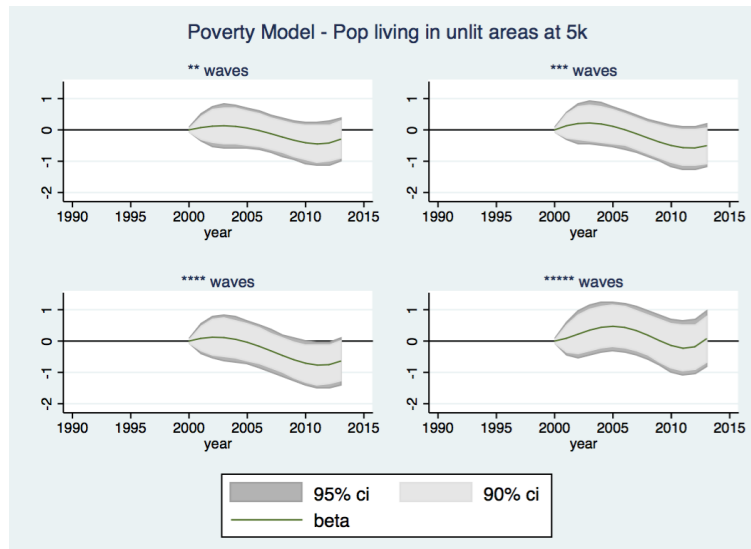 Poverty Model - Pop living in unlit areas at 5k
** waves
1
0
-1
-2
1990 1995 2000 2005 2010 2015
year
*** waves
1
0
-1
-2
1990 1995 2000 2005 2010 2015
year
**** waves
1
0
-1
-2
1990 1995 2000 2005 2010 2015
year
***** waves
1
0
-1
-2
1990 1995 2000 2005 2010 2015
year
95% ci 90% ci
beta